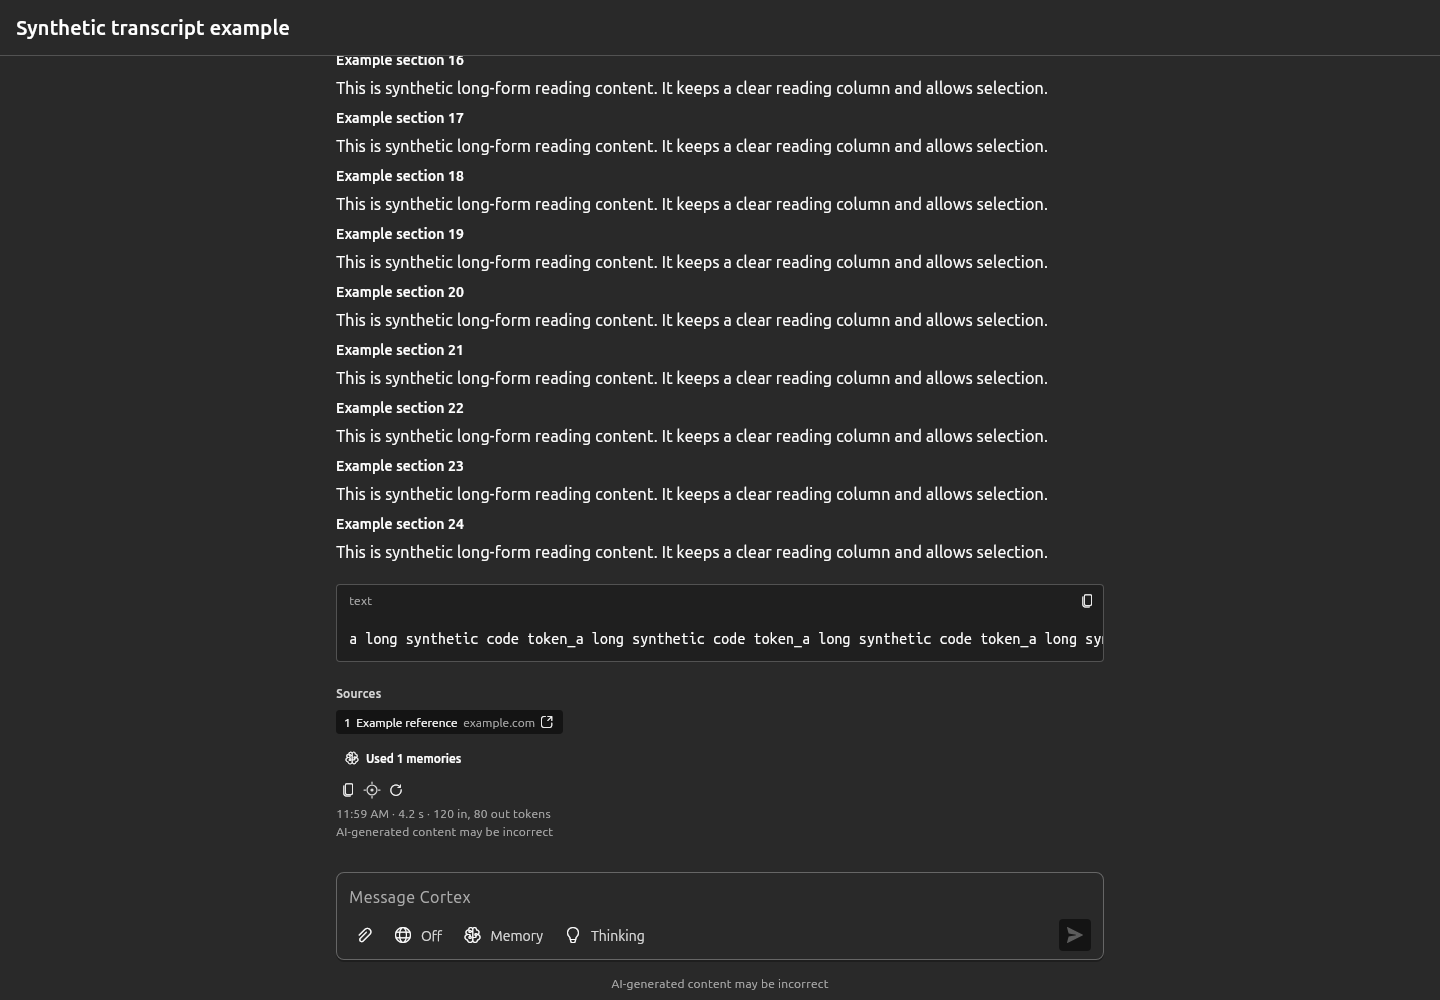 Synthetic transcript example
Example section 16
This is synthetic long-form reading content. It keeps a clear reading column and allows selection.
Example section 17
This is synthetic long-form reading content. It keeps a clear reading column and allows selection.
Example section 18
This is synthetic long-form reading content. It keeps a clear reading column and allows selection.
Example section 19
This is synthetic long-form reading content. It keeps a clear reading column and allows selection.
Example section 20
This is synthetic long-form reading content. It keeps a clear reading column and allows selection.
Example section 21
This is synthetic long-form reading content. It keeps a clear reading column and allows selection.
Example section 22
This is synthetic long-form reading content. It keeps a clear reading column and allows selection.
Example section 23
This is synthetic long-form reading content. It keeps a clear reading column and allows selection.
Example section 24
This is synthetic long-form reading content. It keeps a clear reading column and allows selection.
text
a long synthetic code token_a long synthetic code token_a long synthetic code token_a long sy
Sources
1 Example reference example.com
Used 1 memories
11:59 AM · 4.2 s · 120 in, 80 out tokens
AI-generated content may be incorrect
Message Cortex
Off Memory Thinking
AI-generated content may be incorrect